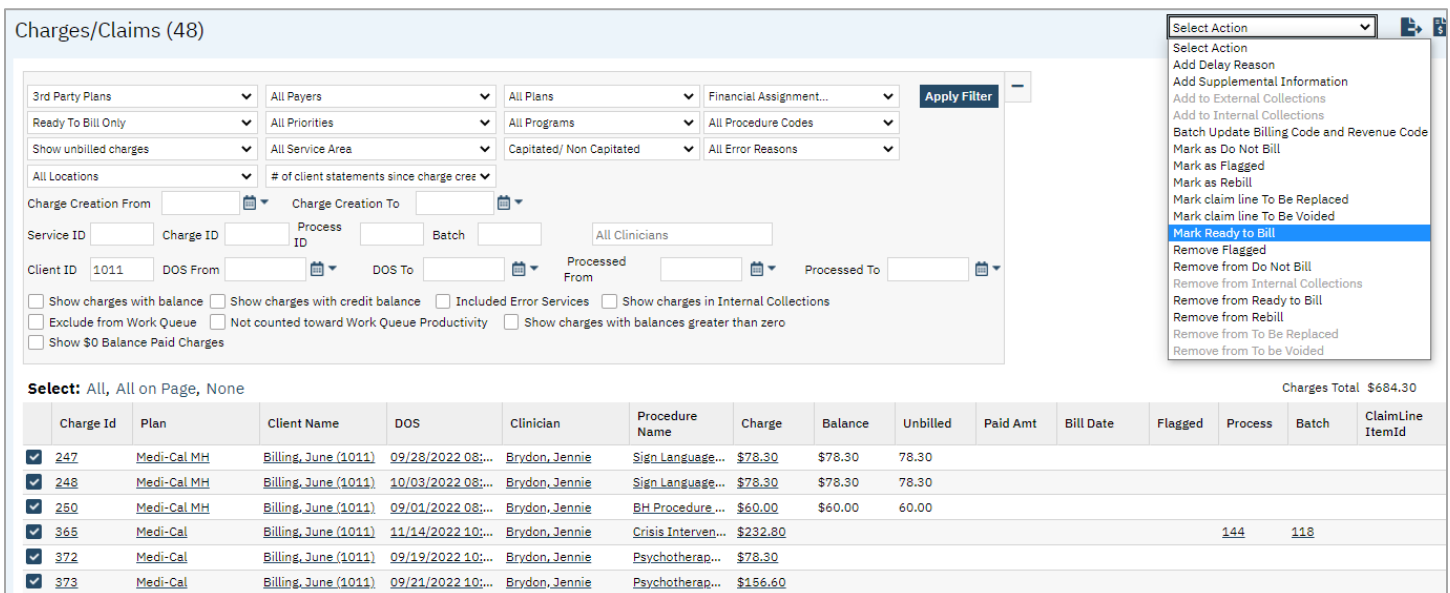 Charges/Claims (48)
Select Action
Select Action
Add Delay Reason
Add Supplemental Information
Add to External Collections
Add to Internal Collections
Batch Update Billing Code and Revenue Code
Mark as Do Not Bill
Mark as Flagged
Mark as Rebill
Mark claim line To Be Replaced
Mark claim line To Be Voided
Mark Ready to Bill
Remove Flagged
Remove from Do Not Bill
Remove from Internal Collections
Remove from Ready to Bill
Remove from Rebill
Remove from To Be Replaced
Remove from To be Voided
3rd Party Plans All Payers All Plans Financial Assignment... Apply Filter
Ready To Bill Only All Priorities All Programs All Procedure Codes
Show unbilled charges All Service Area Capitated/ Non Capitated All Error Reasons
All Locations # of client statements since charge crea
Charge Creation From Charge Creation To
Service ID Charge ID Process ID Batch All Clinicians
Client ID 1011 DOS From DOS To Processed From Processed To
Show charges with balance Show charges with credit balance Included Error Services Show charges in Internal Collections
Exclude from Work Queue Not counted toward Work Queue Productivity Show charges with balances greater than zero
Show $0 Balance Paid Charges
Select: All, All on Page, None Charges Total $684.30
Charge Id Plan Client Name DOS Clinician Procedure Name Charge Balance Unbilled Paid Amt Bill Date Flagged Process Batch ClaimLine ItemId
247 Medi-Cal MH Billing, June (1011) 09/28/2022 08:... Brydon, Jennie Sign Language... $78.30 $78.30 78.30
248 Medi-Cal MH Billing, June (1011) 10/03/2022 08:... Brydon, Jennie Sign Language... $78.30 $78.30 78.30
250 Medi-Cal MH Billing, June (1011) 09/01/2022 08:... Brydon, Jennie BH Procedure ... $60.00 $60.00 60.00
365 Medi-Cal Billing, June (1011) 11/14/2022 10:... Brydon, Jennie Crisis Interven... $232.80 144 118
372 Medi-Cal Billing, June (1011) 09/19/2022 10:... Brydon, Jennie Psychotherap... $78.30
373 Medi-Cal Billing, June (1011) 09/21/2022 10:... Brydon, Jennie Psychotherap... $156.60